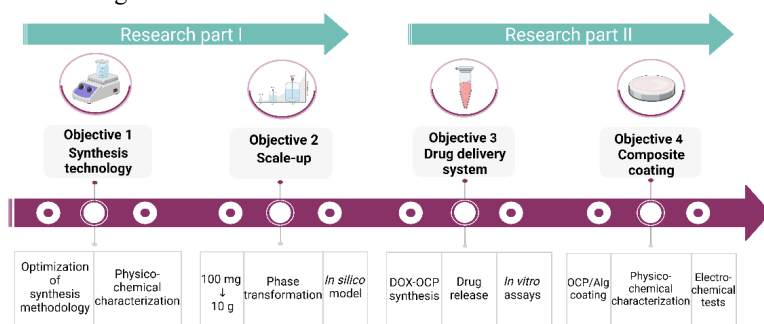 Research part I
Research part II
Objective 1
Synthesis
technology
Objective 2
Scale-up
Objective 3
Drug delivery
system
Objective 4
Composite
coating
Optimization
of
synthesis
methodology
Physico-
chemical
characterization
100 mg
↓
10 g
Phase
transformation
In silico
model
DOX-OCP
synthesis
Drug
release
In vitro
assays
OCP/Alg
coating
Physico-
chemical
characterization
Electro-
chemical
tests